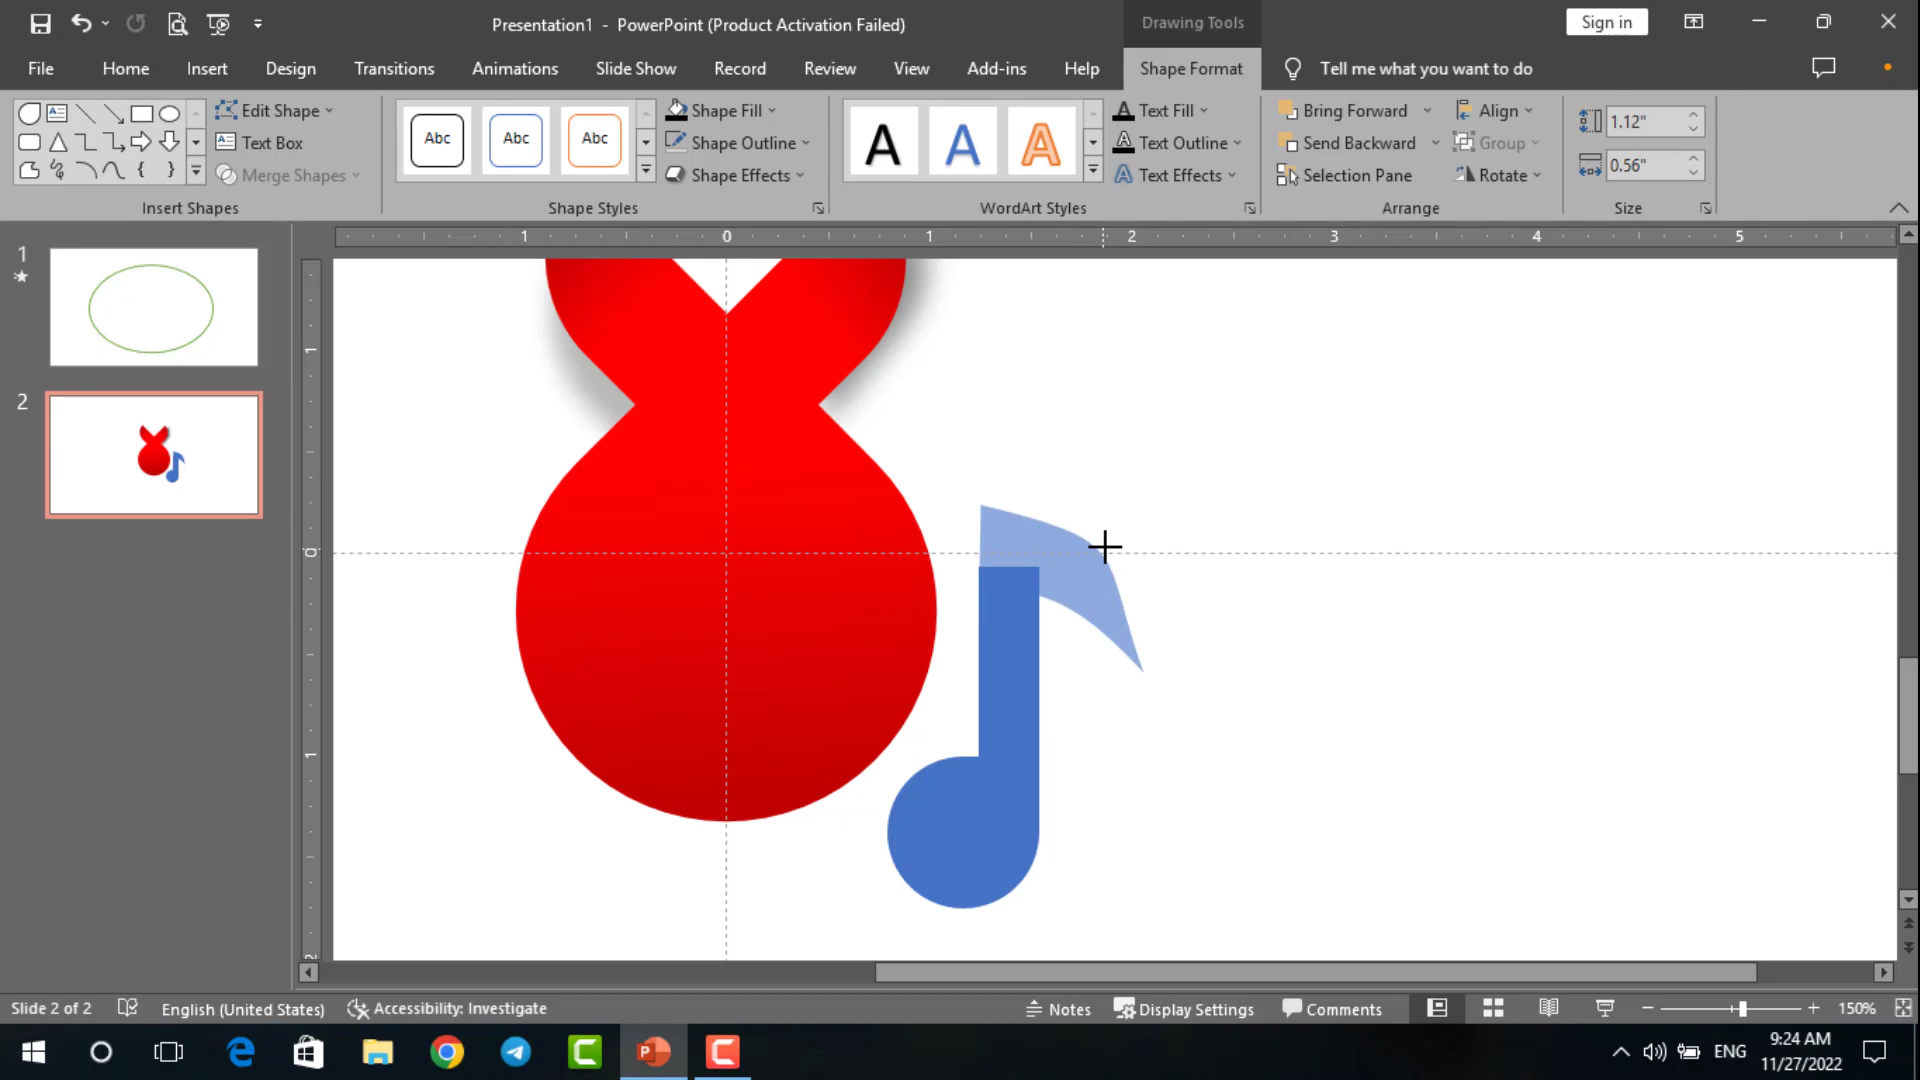 Presentation1 - PowerPoint (Product Activation Failed)
Drawing Tools
Sign in
File Home Insert Design Transitions Animations Slide Show Record Review View Add-ins Help Shape Format Tell me what you want to do
Edit Shape
Text Box
Merge Shapes
Insert Shapes
Abc Abc Abc
Shape Fill
Shape Outline
Shape Effects
Shape Styles
A A A
Text Fill
Text Outline
Text Effects
WordArt Styles
Bring Forward
Send Backward
Selection Pane
Align
Group
Rotate
Arrange
1.12"
0.56"
Size
1 0 1 2 3 4 5
1
2
1
0
1
2
Slide 2 of 2 English (United States) Accessibility: Investigate Notes Display Settings Comments 150%
ENG
9:24 AM
11/27/2022